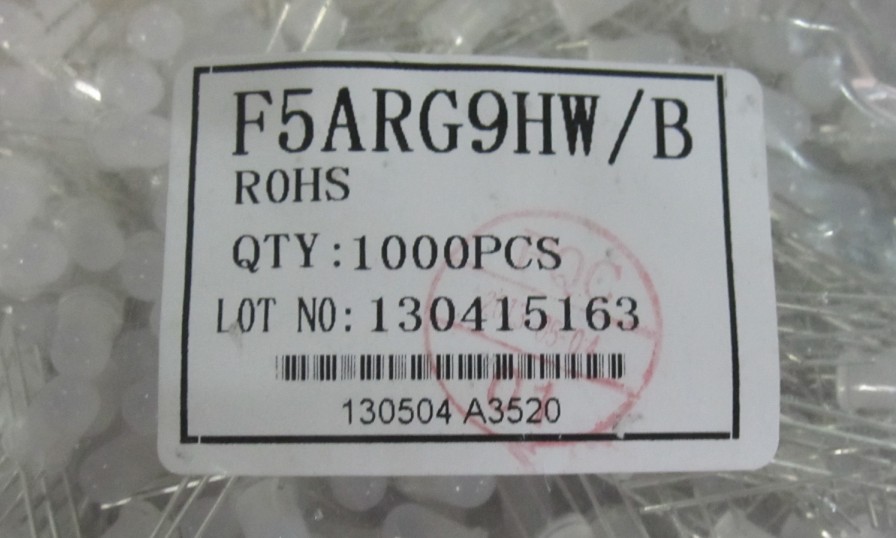 F5ARG9HW/B
ROHS
QTY:1000PCS
LOT NO:130415163
130504 A3520